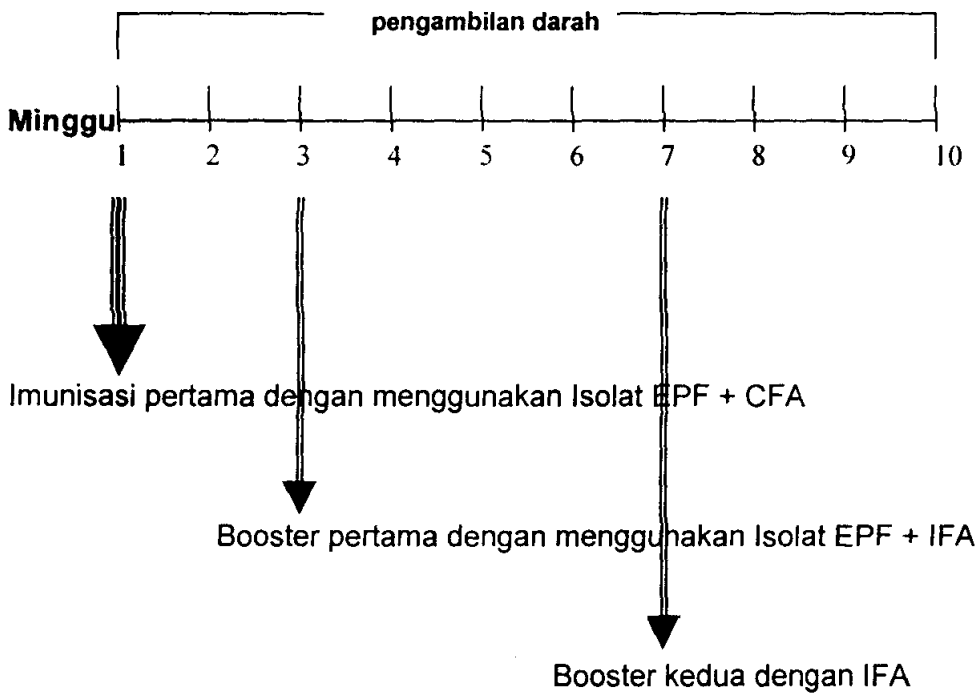 pengambilan darah
Minggu
1 2 3 4 5 6 7 8 9 10
Imunisasi pertama dengan menggunakan Isolat EPF + CFA
Booster pertama dengan menggunakan Isolat EPF + IFA
Booster kedua dengan IFA